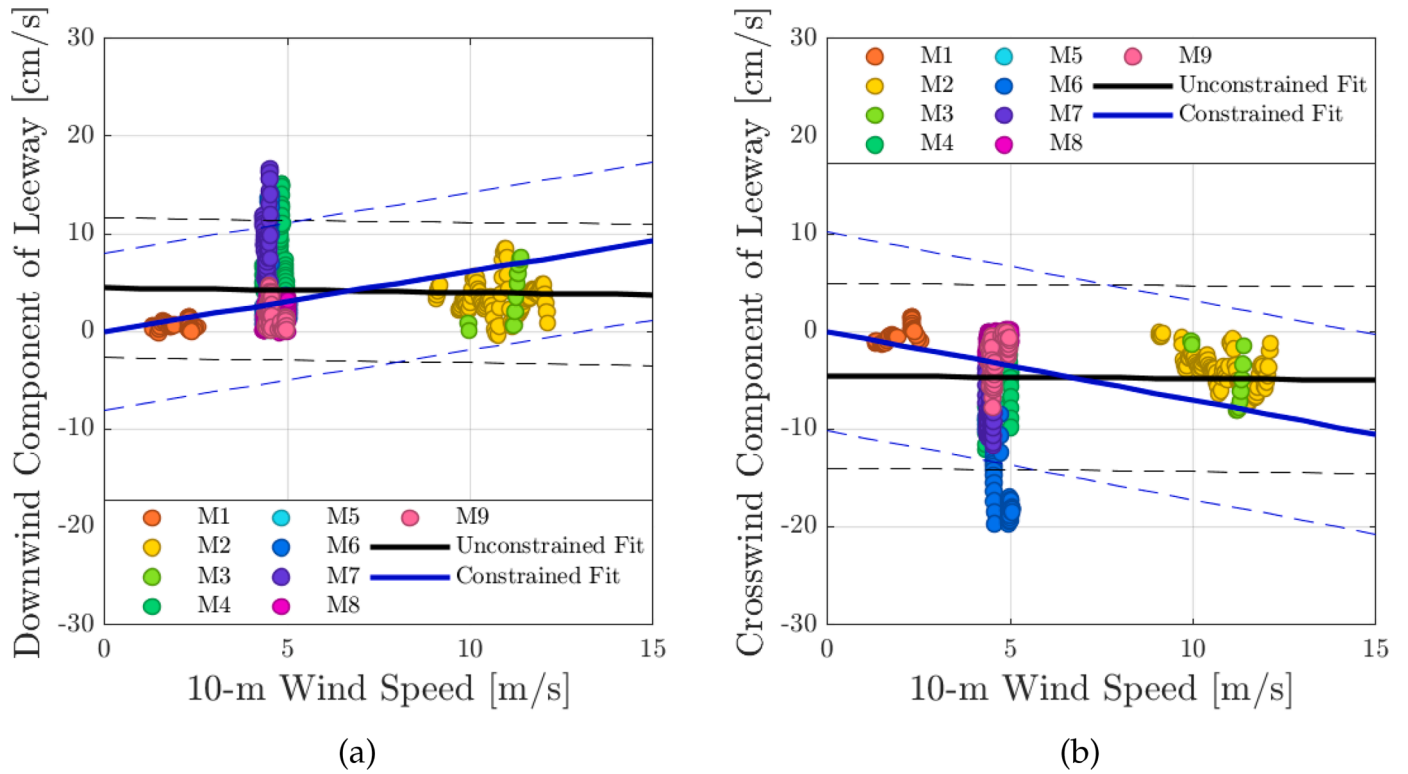 Downwind Component of Leeway [cm/s]
30
20
10
0
-10
-20
-30
M1
M5
M9
M2
M6
Unconstrained Fit
M3
M7
Constrained Fit
M4
M8
0
5
10
15
10-m Wind Speed [m/s]
(a)
Crosswind Component of Leeway [cm/s]
30
20
10
0
-10
-20
-30
M1
M5
M9
M2
M6
Unconstrained Fit
M3
M7
Constrained Fit
M4
M8
0
5
10
15
10-m Wind Speed [m/s]
(b)